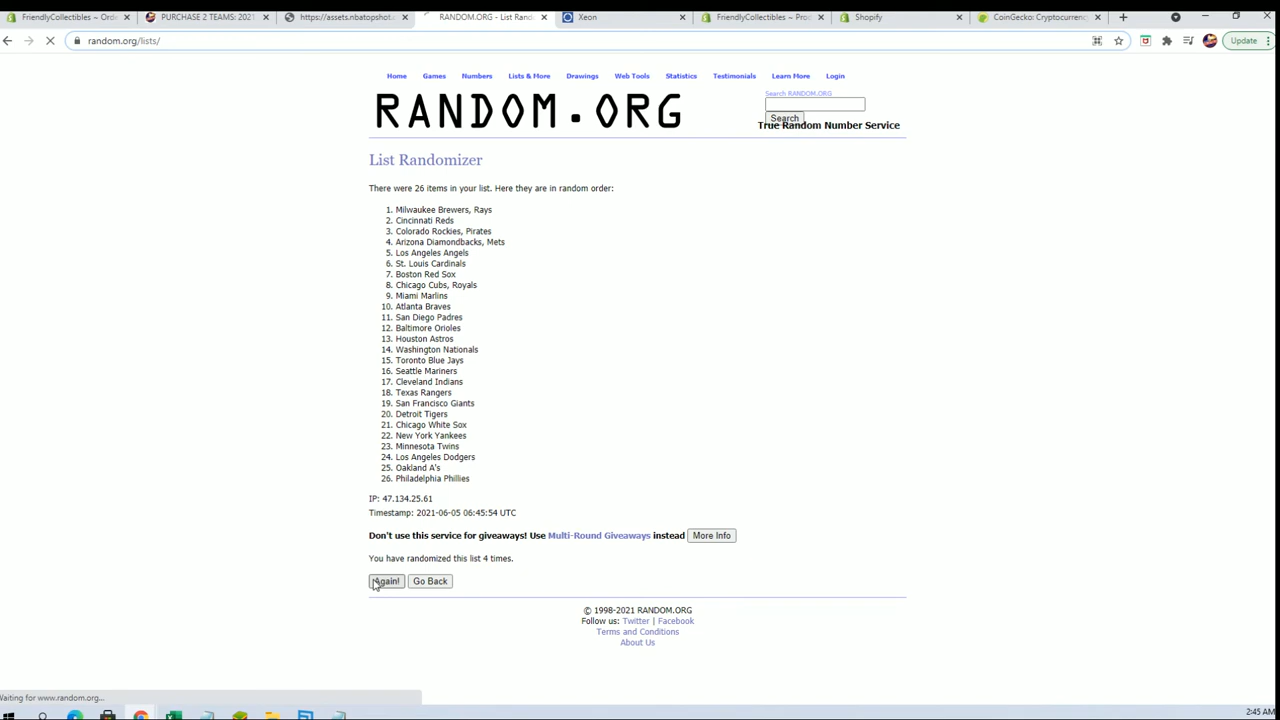 FriendlyCollectibles ~ Orde
PURCHASE 2 TEAMS: 2021
https://assets.nbatopshot.c
RANDOM.ORG - List Rando
Xeon
FriendlyCollectibles ~ Prod
Shopify
CoinGecko: Cryptocurrenc
random.org/lists/
Update
Home Games Numbers Lists & More Drawings Web Tools Statistics Testimonials Learn More Login
RANDOM.ORG
Search RANDOM.ORG
Search
True Random Number Service
List Randomizer
There were 26 items in your list. Here they are in random order:
1. Milwaukee Brewers, Rays
2. Cincinnati Reds
3. Colorado Rockies, Pirates
4. Arizona Diamondbacks, Mets
5. Los Angeles Angels
6. St. Louis Cardinals
7. Boston Red Sox
8. Chicago Cubs, Royals
9. Miami Marlins
10. Atlanta Braves
11. San Diego Padres
12. Baltimore Orioles
13. Houston Astros
14. Washington Nationals
15. Toronto Blue Jays
16. Seattle Mariners
17. Cleveland Indians
18. Texas Rangers
19. San Francisco Giants
20. Detroit Tigers
21. Chicago White Sox
22. New York Yankees
23. Minnesota Twins
24. Los Angeles Dodgers
25. Oakland A's
26. Philadelphia Phillies
IP: 47.134.25.61
Timestamp: 2021-06-05 06:45:54 UTC
Don't use this service for giveaways! Use Multi-Round Giveaways instead More Info
You have randomized this list 4 times.
Again! Go Back
© 1998-2021 RANDOM.ORG
Follow us: Twitter | Facebook
Terms and Conditions
About Us
Waiting for www.random.org...
2:45 AM